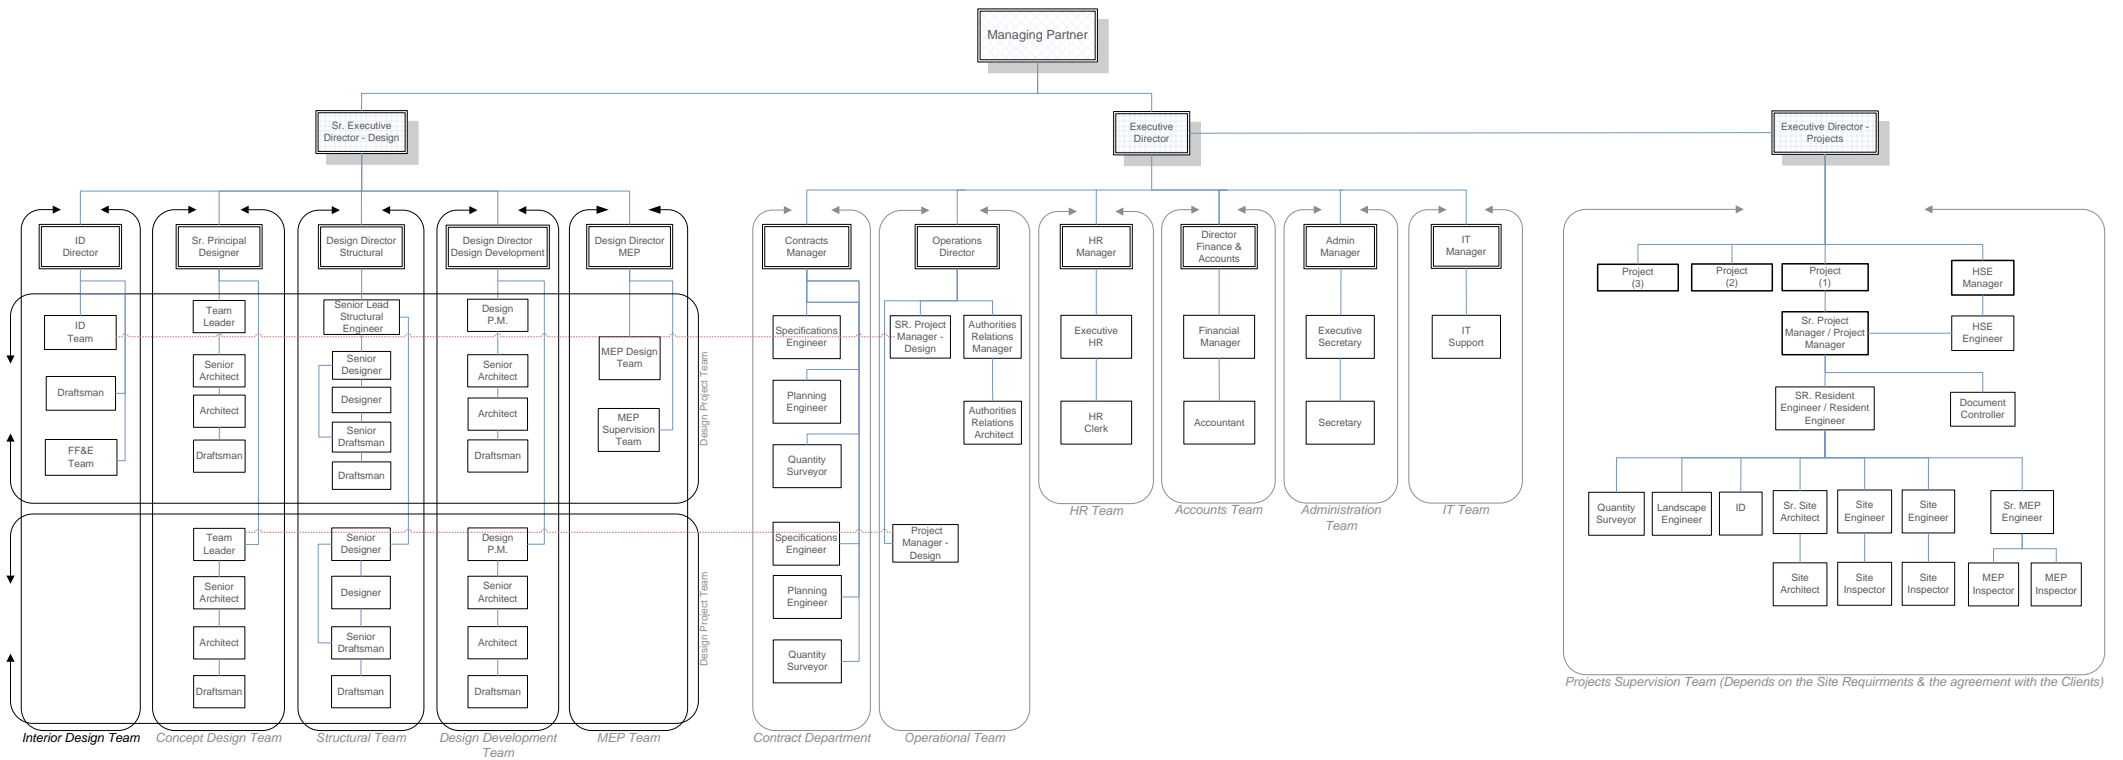 Managing Partner
Sr. Executive
Director - Design
Executive
Director
Executive Director -
Projects
ID
Director
Sr. Principal
Designer
Design Director
Structural
Design Director
Design Development
Design Director
MEP
Contracts
Manager
Operations
Director
HR
Manager
Director
Finance &
Accounts
Admin
Manager
IT
Manager
Project
(3)
Project
(2)
Project
(1)
HSE
Manager
ID
Team
Draftsman
FF&E
Team
Team
Leader
Senior
Architect
Architect
Draftsman
Senior Lead
Structural
Engineer
Senior
Designer
Designer
Senior
Draftsman
Draftsman
Design
P.M.
Senior
Architect
Architect
Draftsman
MEP Design
Team
MEP
Supervision
Team
Design Project Team
Specifications
Engineer
Planning
Engineer
Quantity
Surveyor
SR. Project
Manager -
Design
Authorities
Relations
Manager
Authorities
Relations
Architect
Executive
HR
HR
Clerk
Financial
Manager
Accountant
Executive
Secretary
Secretary
IT
Support
Sr. Project
Manager / Project
Manager
HSE
Engineer
SR. Resident
Engineer / Resident
Engineer
Document
Controller
Quantity
Surveyor
Landscape
Engineer
ID
Sr. Site
Architect
Site
Engineer
Site
Engineer
Sr. MEP
Engineer
Site
Architect
Site
Inspector
Site
Inspector
MEP
Inspector
MEP
Inspector
HR Team
Accounts Team
Administration
Team
IT Team
Team
Leader
Senior
Architect
Architect
Draftsman
Senior
Designer
Designer
Senior
Draftsman
Draftsman
Design
P.M.
Senior
Architect
Architect
Draftsman
Design Project Team
Specifications
Engineer
Planning
Engineer
Quantity
Surveyor
Project
Manager -
Design
Projects Supervision Team (Depends on the Site Requirments & the agreement with the Clients)
Interior Design Team
Concept Design Team
Structural Team
Design Development
Team
MEP Team
Contract Department
Operational Team